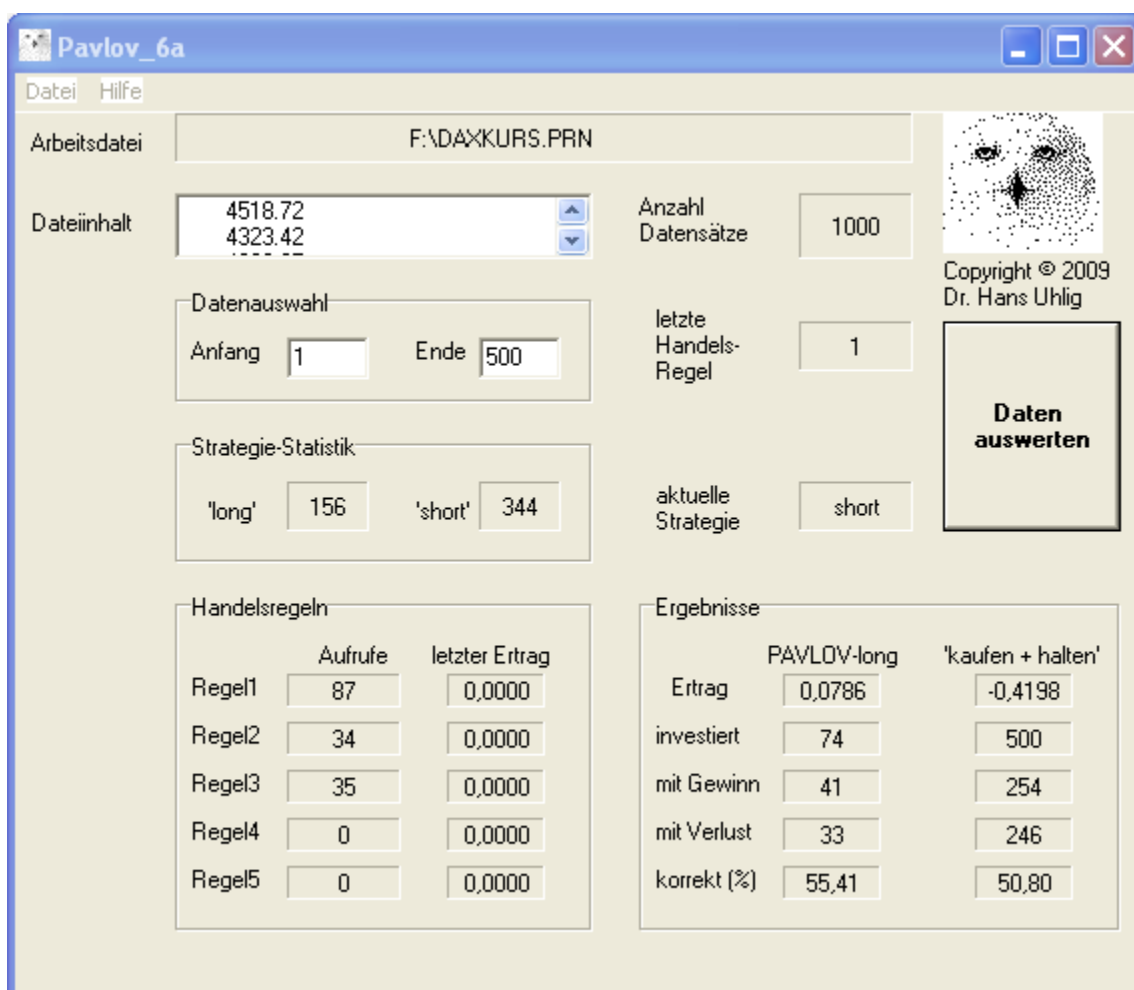 Pavlov_6a
Datei Hilfe
Arbeitsdatei F:\DAXKURS.PRN
Dateiinhalt 4518.72
4323.42
Anzahl
Datensätze 1000
Copyright © 2009
Dr. Hans Uhlig
Datenauswahl
Anfang 1 Ende 500
letzte
Handels-
Regel 1
Daten
auswerten
Strategie-Statistik
'long' 156 'short' 344
aktuelle
Strategie short
Handelsregeln
Aufrufe letzter Ertrag
Regel1 87 0,0000
Regel2 34 0,0000
Regel3 35 0,0000
Regel4 0 0,0000
Regel5 0 0,0000
Ergebnisse
PAVLOV-long 'kaufen + halten'
Ertrag 0,0786 -0,4198
investiert 74 500
mit Gewinn 41 254
mit Verlust 33 246
korrekt (%) 55,41 50,80